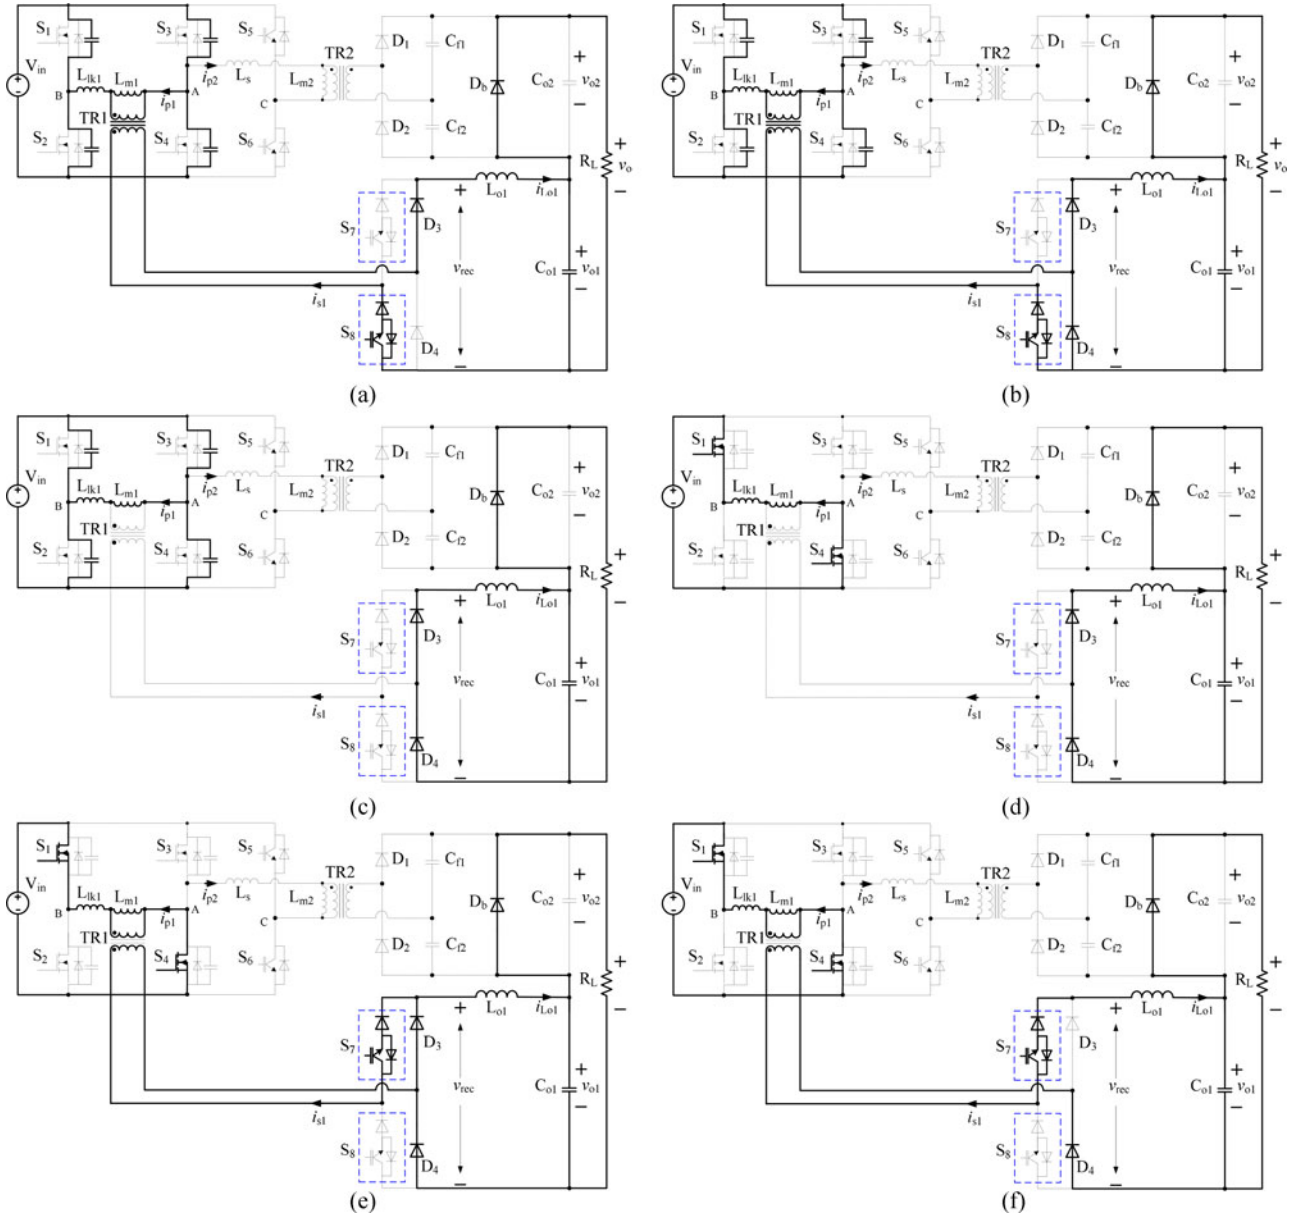 S1 S3 S5 TR2 D1 Cf1
Vin Llk1 Lm1 ip2 Ls Lm2 Db Co2 + vo2 −
B A ip1 C
TR1
S2 S4 S6 D2 Cf2
RL + vo −
Lo1 iLo1
S7 D3 + vrec − Co1 + vo1 −
is1
S8 D4
(a)
S1 S3 S5 TR2 D1 Cf1
Vin Llk1 Lm1 ip2 Ls Lm2 Db Co2 + vo2 −
B A ip1 C
TR1
S2 S4 S6 D2 Cf2
RL + vo −
Lo1 iLo1
S7 D3 + vrec − Co1 + vo1 −
is1
S8 D4
(b)
S1 S3 S5 TR2 D1 Cf1
Vin Llk1 Lm1 ip2 Ls Lm2 Db Co2 + vo2 −
B A ip1 C
TR1
S2 S4 S6 D2 Cf2
RL + −
Lo1 iLo1
S7 D3 + vrec − Co1 + vo1 −
is1
S8 D4
(c)
S1 S3 S5 TR2 D1 Cf1
Vin Llk1 Lm1 ip2 Ls Lm2 Db Co2 + vo2 −
B A ip1 C
TR1
S2 S4 S6 D2 Cf2
RL + −
Lo1 iLo1
S7 D3 + vrec − Co1 + vo1 −
is1
S8 D4
(d)
S1 S3 S5 TR2 D1 Cf1
Vin Llk1 Lm1 ip2 Ls Lm2 Db Co2 + vo2 −
B A ip1 C
TR1
S2 S4 S6 D2 Cf2
RL + −
Lo1 iLo1
S7 D3 + vrec − Co1 + vo1 −
is1
S8 D4
(e)
S1 S3 S5 TR2 D1 Cf1
Vin Llk1 Lm1 ip2 Ls Lm2 Db Co2 + vo2 −
B A ip1 C
TR1
S2 S4 S6 D2 Cf2
RL + −
Lo1 iLo1
S7 D3 + vrec − Co1 + vo1 −
is1
S8 D4
(f)